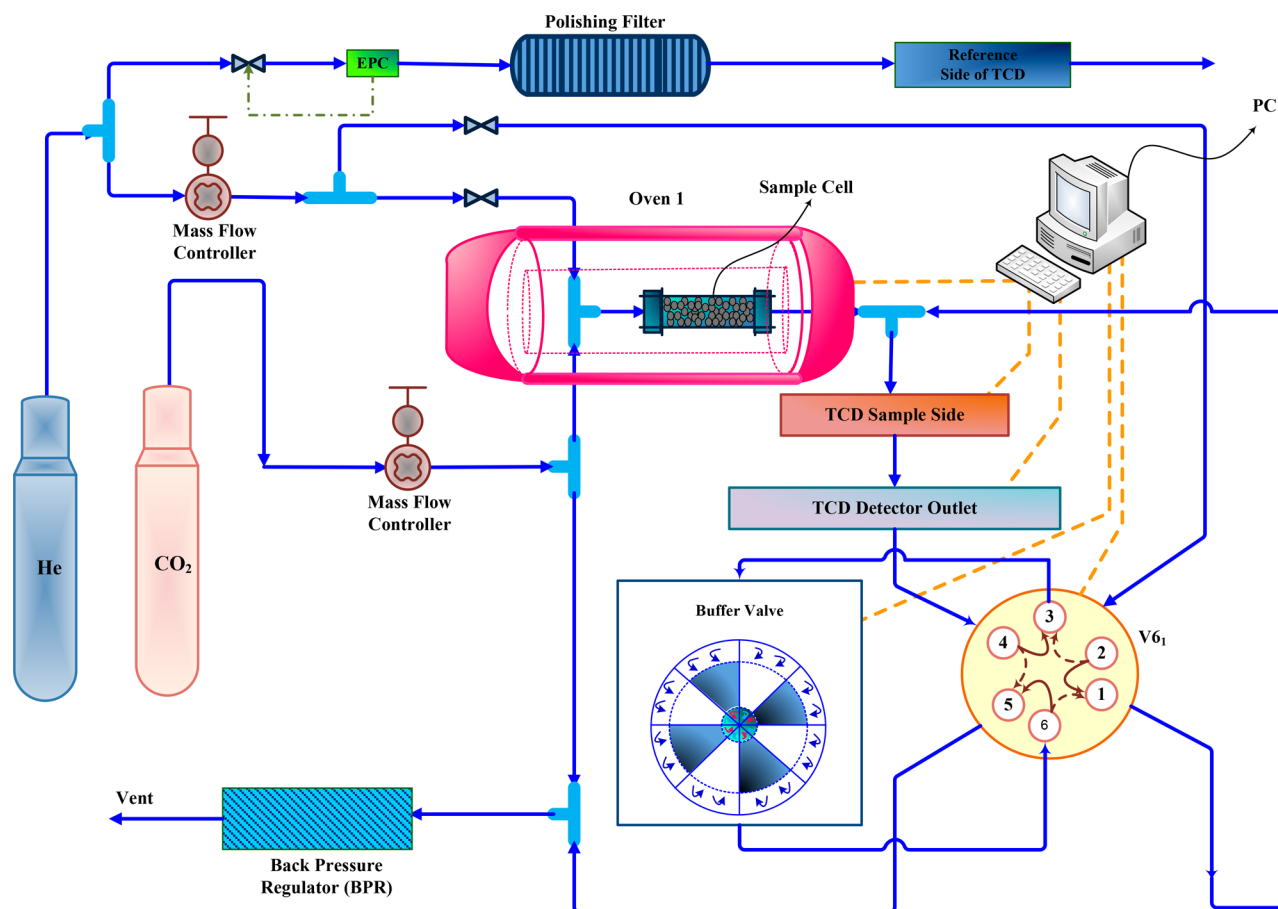 Polishing Filter
EPC
Reference
Side of TCD
PC
Mass Flow
Controller
Oven 1
Sample Cell
TCD Sample Side
Mass Flow
Controller
TCD Detector Outlet
He
CO₂
Buffer Valve
3
V6₁
4
2
5
1
6
Vent
Back Pressure
Regulator (BPR)